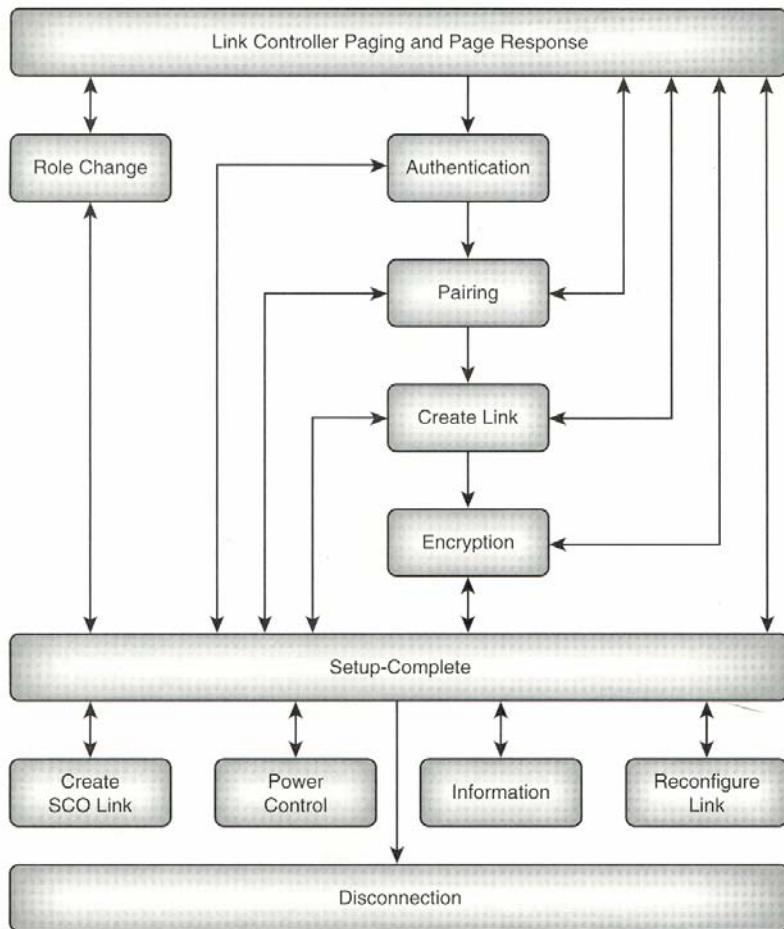 Link Controller Paging and Page Response
Role Change
Authentication
Pairing
Create Link
Encryption
Setup-Complete
Create
SCO Link
Power
Control
Information
Reconfigure
Link
Disconnection